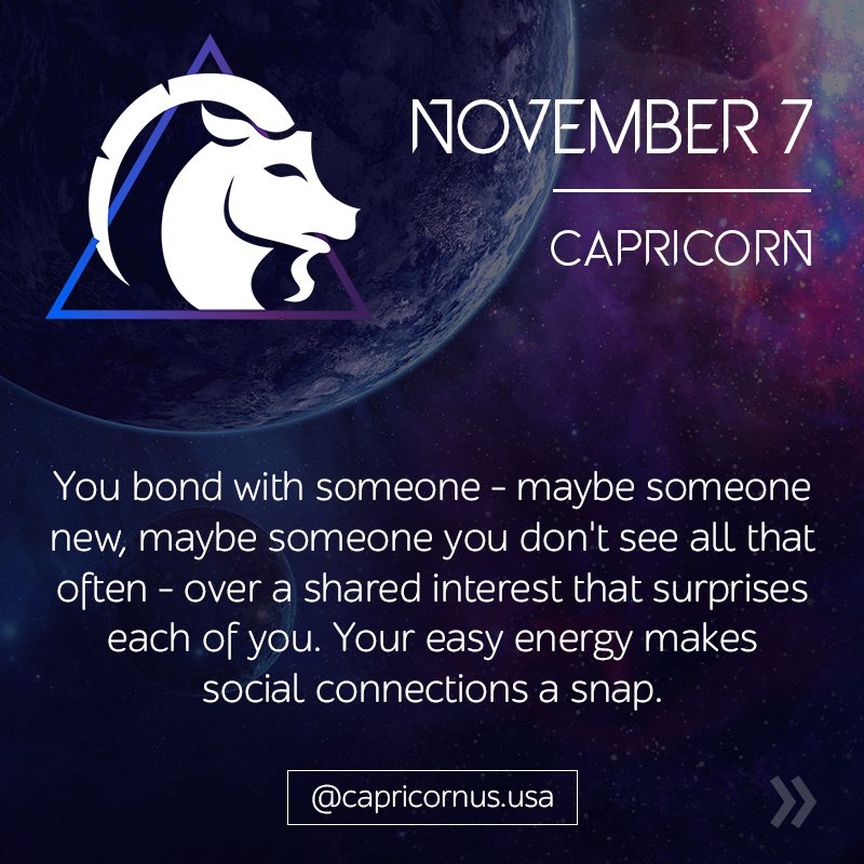 NOVEMBER 7
CAPRICORN
You bond with someone - maybe someone
new, maybe someone you don't see all that
often - over a shared interest that surprises
each of you. Your easy energy makes
social connections a snap.
@capricornus.usa